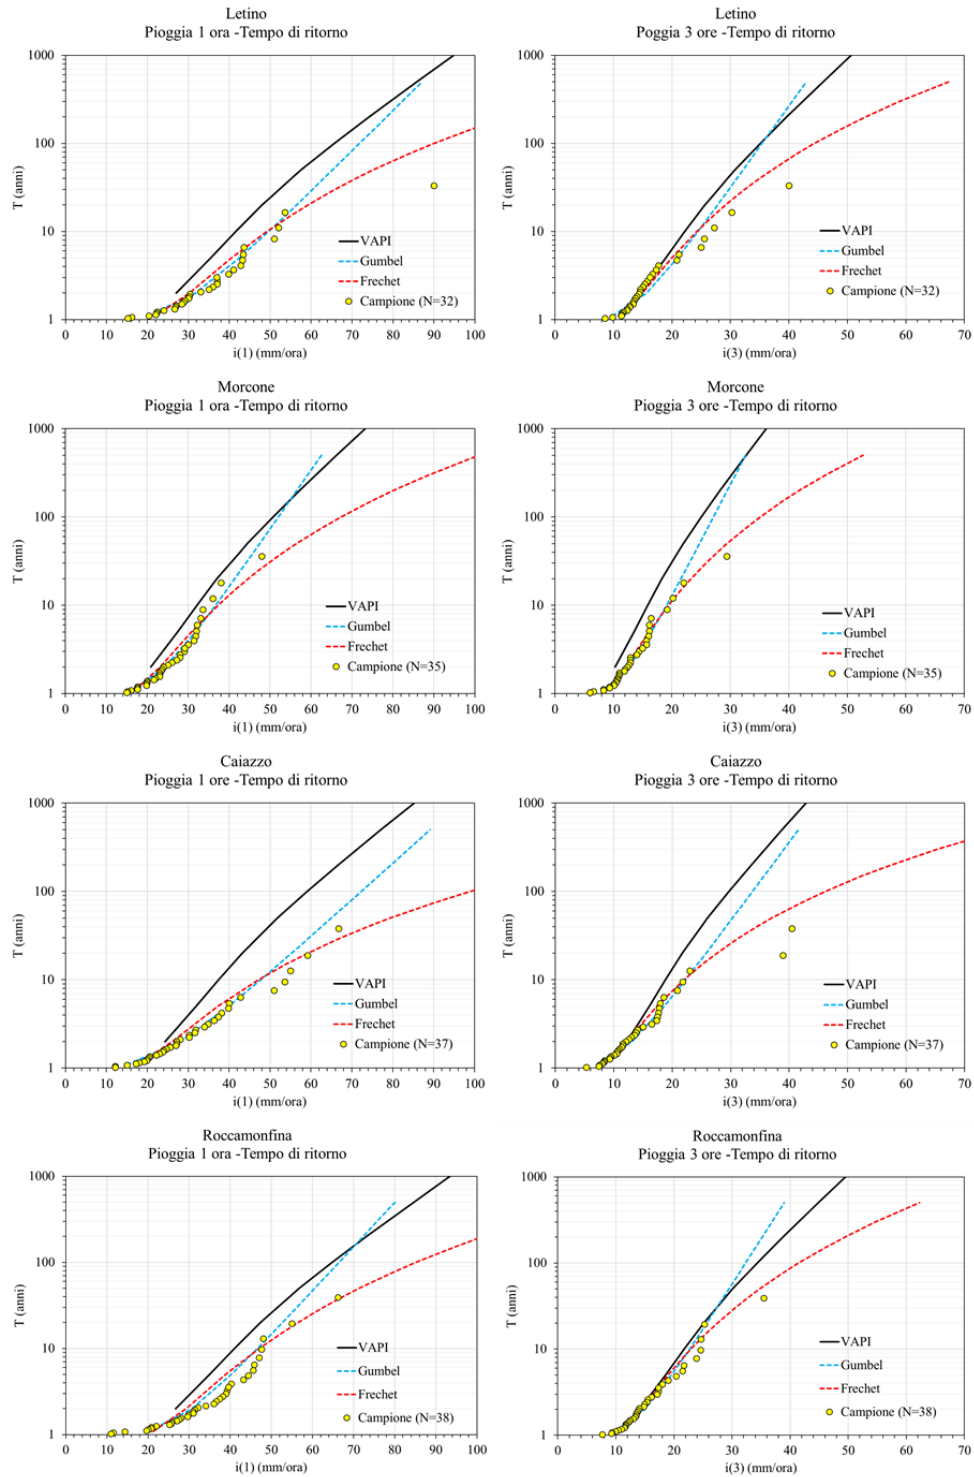 Letino
Pioggia 1 ora -Tempo di ritorno
1000
100
10
1
T (anni)
VAPI
Gumbel
Frechet
Campione (N=32)
0 10 20 30 40 50 60 70 80 90 100
i(1) (mm/ora)
Letino
Poggia 3 ore -Tempo di ritorno
1000
100
10
1
T (anni)
VAPI
Gumbel
Frechet
Campione (N=32)
0 10 20 30 40 50 60 70
i(3) (mm/ora)
Morcone
Pioggia 1 ora -Tempo di ritorno
1000
100
10
1
T (anni)
VAPI
Gumbel
Frechet
Campione (N=35)
0 10 20 30 40 50 60 70 80 90 100
i(1) (mm/ora)
Morcone
Pioggia 3 ore -Tempo di ritorno
1000
100
10
1
T (anni)
VAPI
Gumbel
Frechet
Campione (N=35)
0 10 20 30 40 50 60 70
i(3) (mm/ora)
Caiazzo
Pioggia 1 ore -Tempo di ritorno
1000
100
10
1
T (anni)
VAPI
Gumbel
Frechet
Campione (N=37)
0 10 20 30 40 50 60 70 80 90 100
i(1) (mm/ora)
Caiazzo
Pioggia 3 ore -Tempo di ritorno
1000
100
10
1
T (anni)
VAPI
Gumbel
Frechet
Campione (N=37)
0 10 20 30 40 50 60 70
i(3) (mm/ora)
Roccamonfina
Pioggia 1 ora -Tempo di ritorno
1000
100
10
1
T (anni)
VAPI
Gumbel
Frechet
Campione (N=38)
0 10 20 30 40 50 60 70 80 90 100
i(1) (mm/ora)
Roccamonfina
Pioggia 3 ore -Tempo di ritorno
1000
100
10
1
T (anni)
VAPI
Gumbel
Frechet
Campione (N=38)
0 10 20 30 40 50 60 70
i(3) (mm/ora)